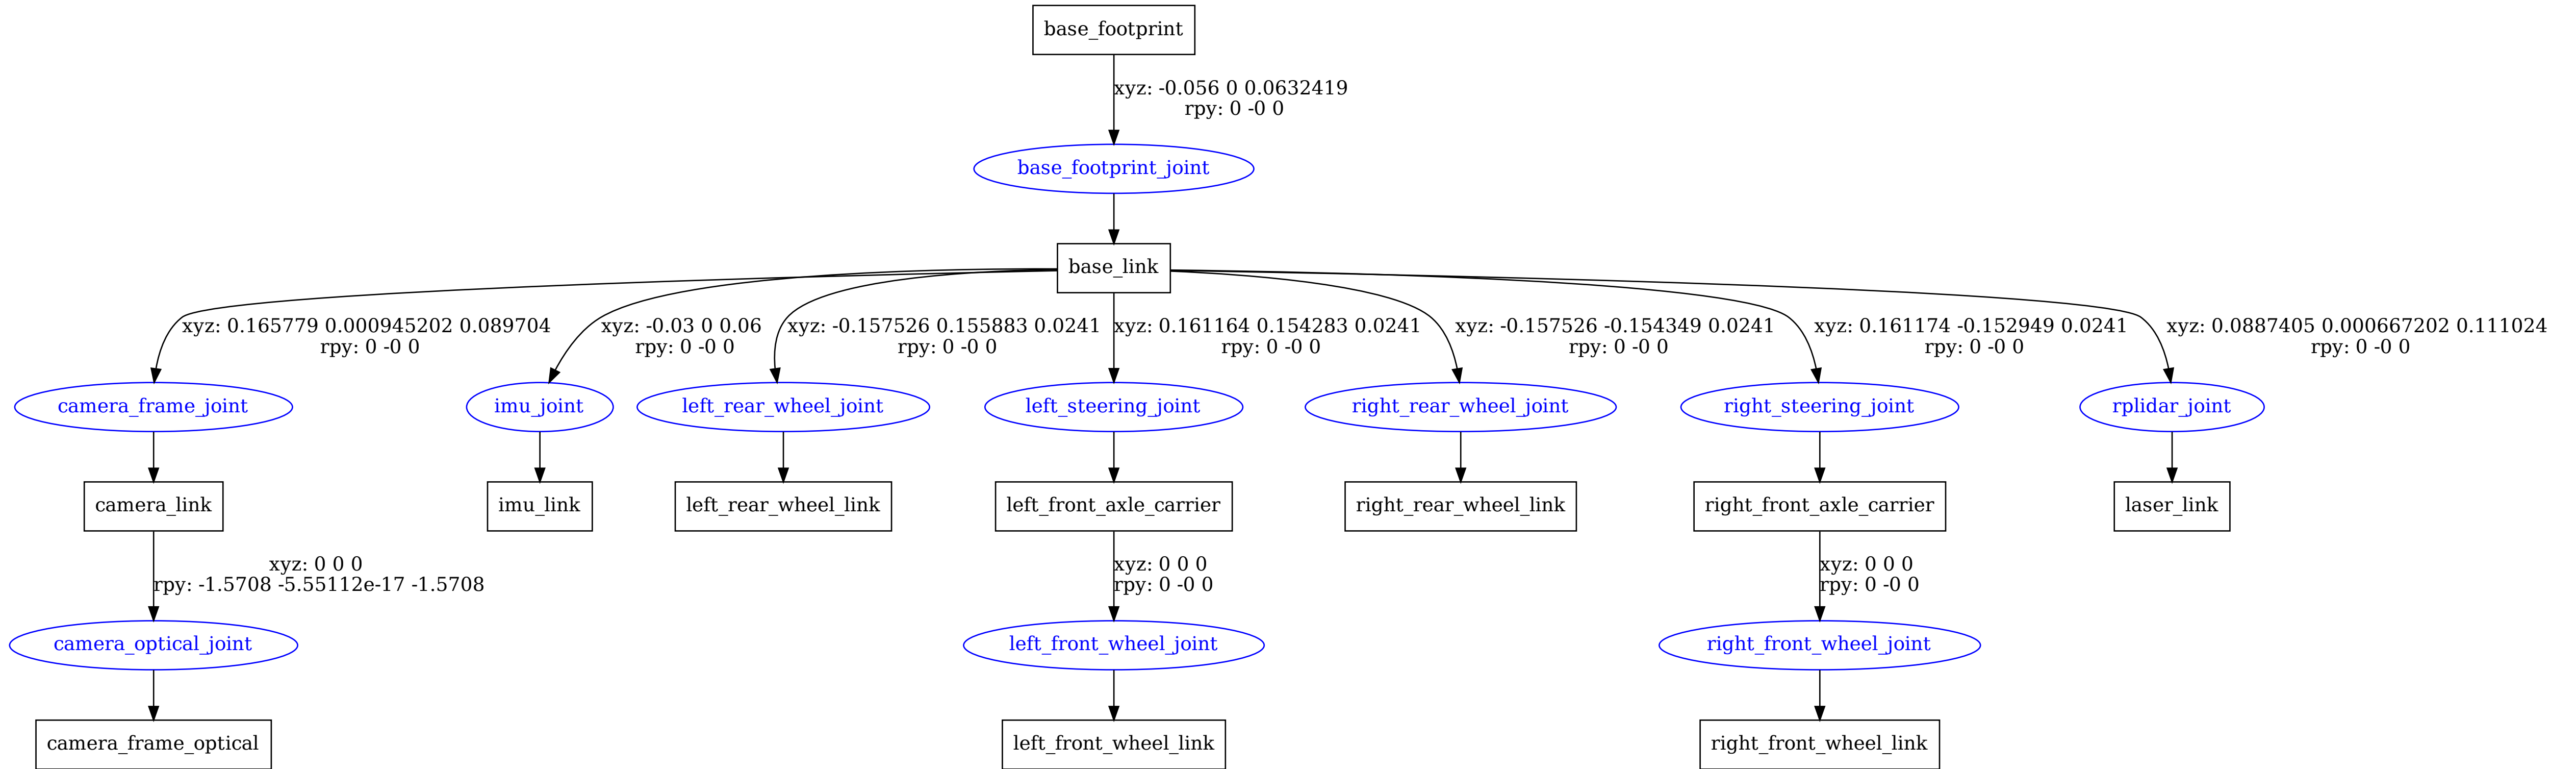 base_footprint
xyz: -0.056 0 0.0632419
rpy: 0 -0 0
base_footprint_joint
base_link
xyz: 0.165779 0.000945202 0.089704
rpy: 0 -0 0
xyz: -0.03 0 0.06
rpy: 0 -0 0
xyz: -0.157526 0.155883 0.0241
rpy: 0 -0 0
xyz: 0.161164 0.154283 0.0241
rpy: 0 -0 0
xyz: -0.157526 -0.154349 0.0241
rpy: 0 -0 0
xyz: 0.161174 -0.152949 0.0241
rpy: 0 -0 0
xyz: 0.0887405 0.000667202 0.111024
rpy: 0 -0 0
camera_frame_joint
imu_joint
left_rear_wheel_joint
left_steering_joint
right_rear_wheel_joint
right_steering_joint
rplidar_joint
camera_link
imu_link
left_rear_wheel_link
left_front_axle_carrier
right_rear_wheel_link
right_front_axle_carrier
laser_link
xyz: 0 0 0
rpy: -1.5708 -5.55112e-17 -1.5708
xyz: 0 0 0
rpy: 0 -0 0
xyz: 0 0 0
rpy: 0 -0 0
camera_optical_joint
left_front_wheel_joint
right_front_wheel_joint
camera_frame_optical
left_front_wheel_link
right_front_wheel_link